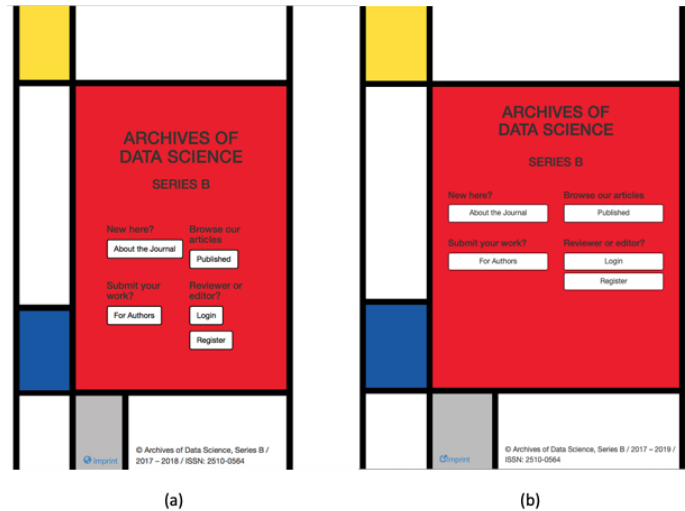 ARCHIVES OF
DATA SCIENCE
SERIES B
New here?
About the Journal
Browse our
articles
Published
Submit your
work?
For Authors
Reviewer or
editor?
Login
Register
imprint
© Archives of Data Science, Series B /
2017 – 2018 / ISSN: 2510-0564
(a)
ARCHIVES OF
DATA SCIENCE
SERIES B
New here?
About the Journal
Browse our articles
Published
Submit your work?
For Authors
Reviewer or editor?
Login
Register
imprint
© Archives of Data Science, Series B / 2017 – 2019 /
ISSN: 2510-0564
(b)